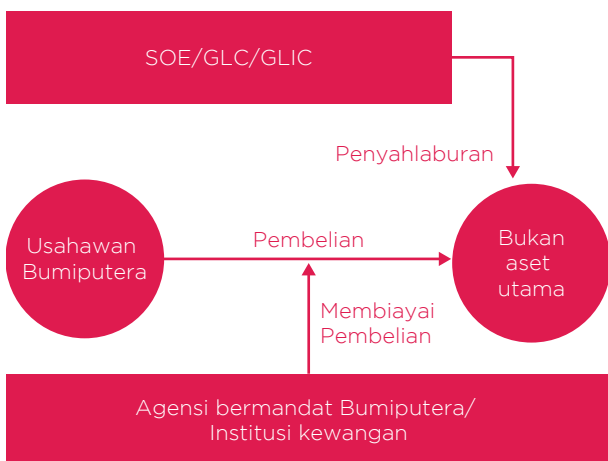 SOE/GLC/GLIC
Penyahlaburan
Usahawan
Bumiputera
Pembelian
Bukan
aset
utama
Membiayai
Pembelian
Agensi bermandat Bumiputera/
Institusi kewangan